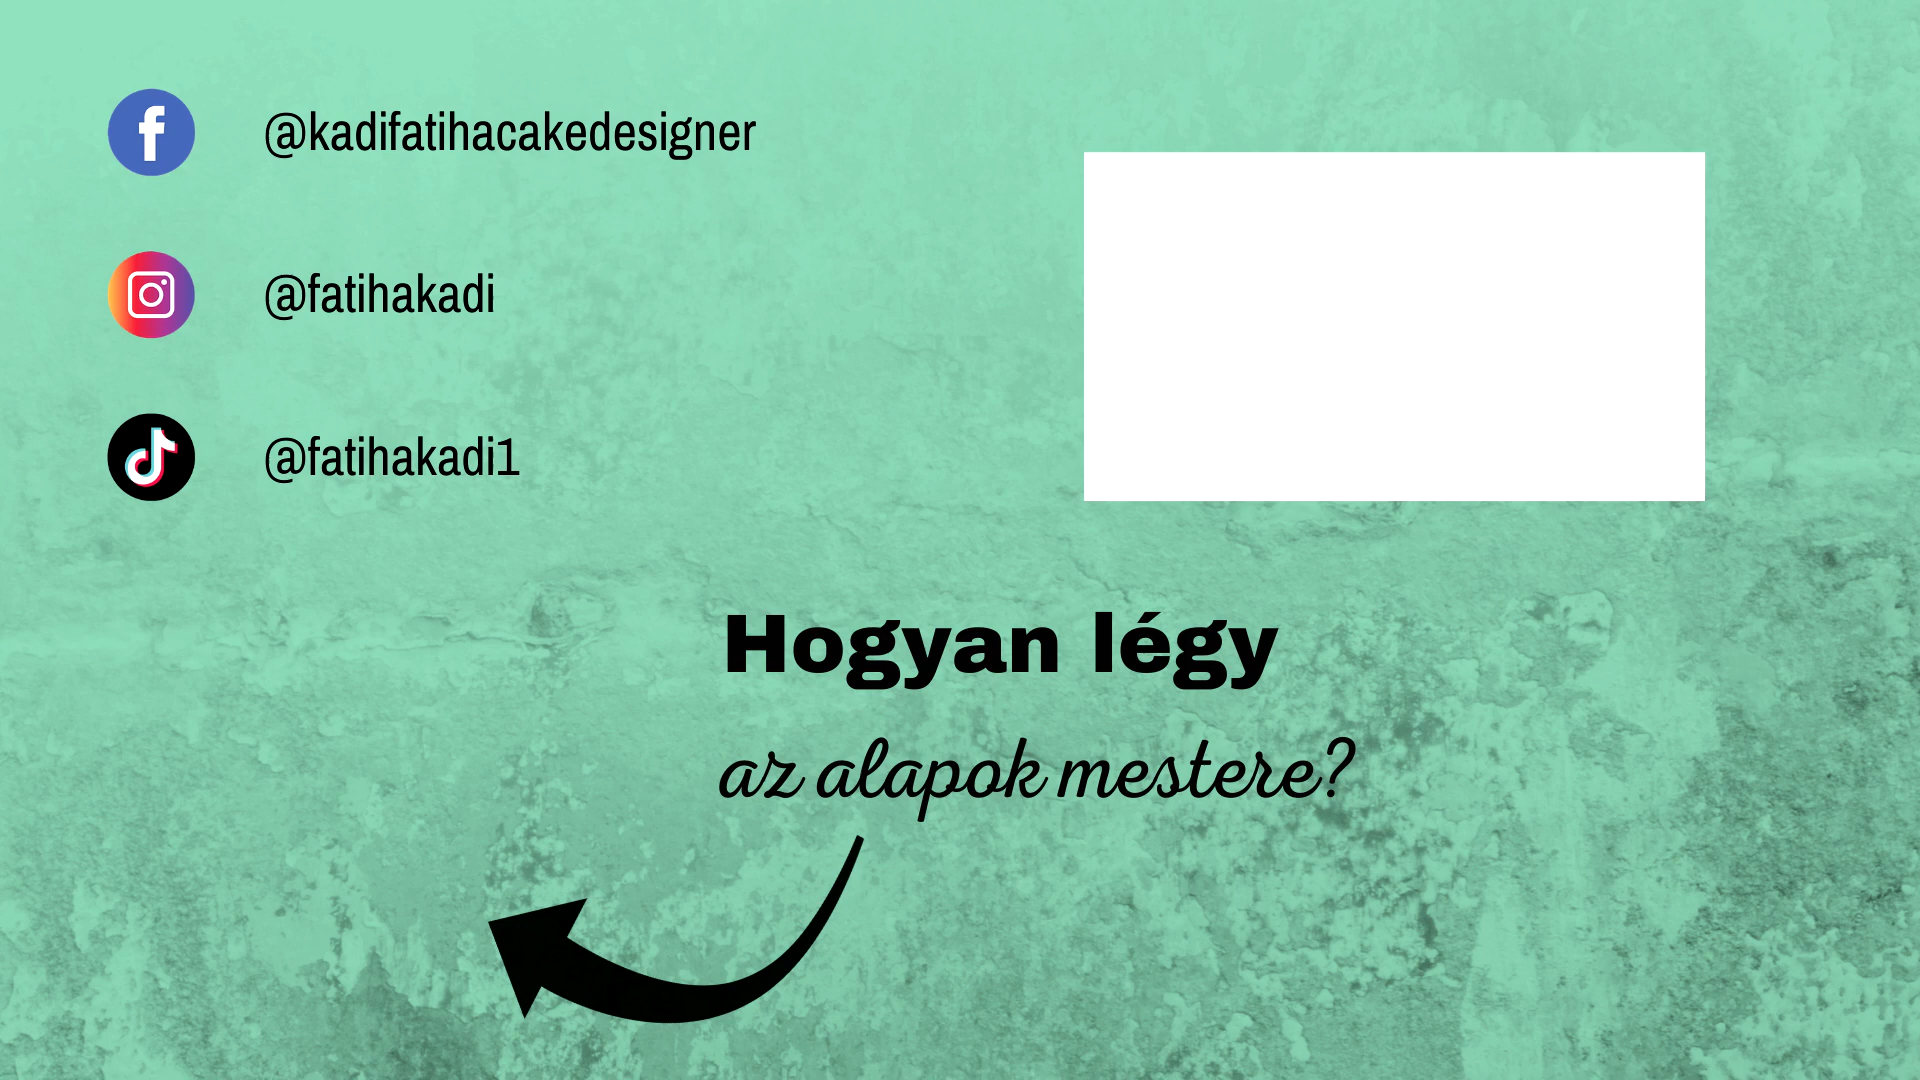 @kadifatihacakedesigner
@fatihakadi
@fatihakadi1
Hogyan légy
az alapok mestere?